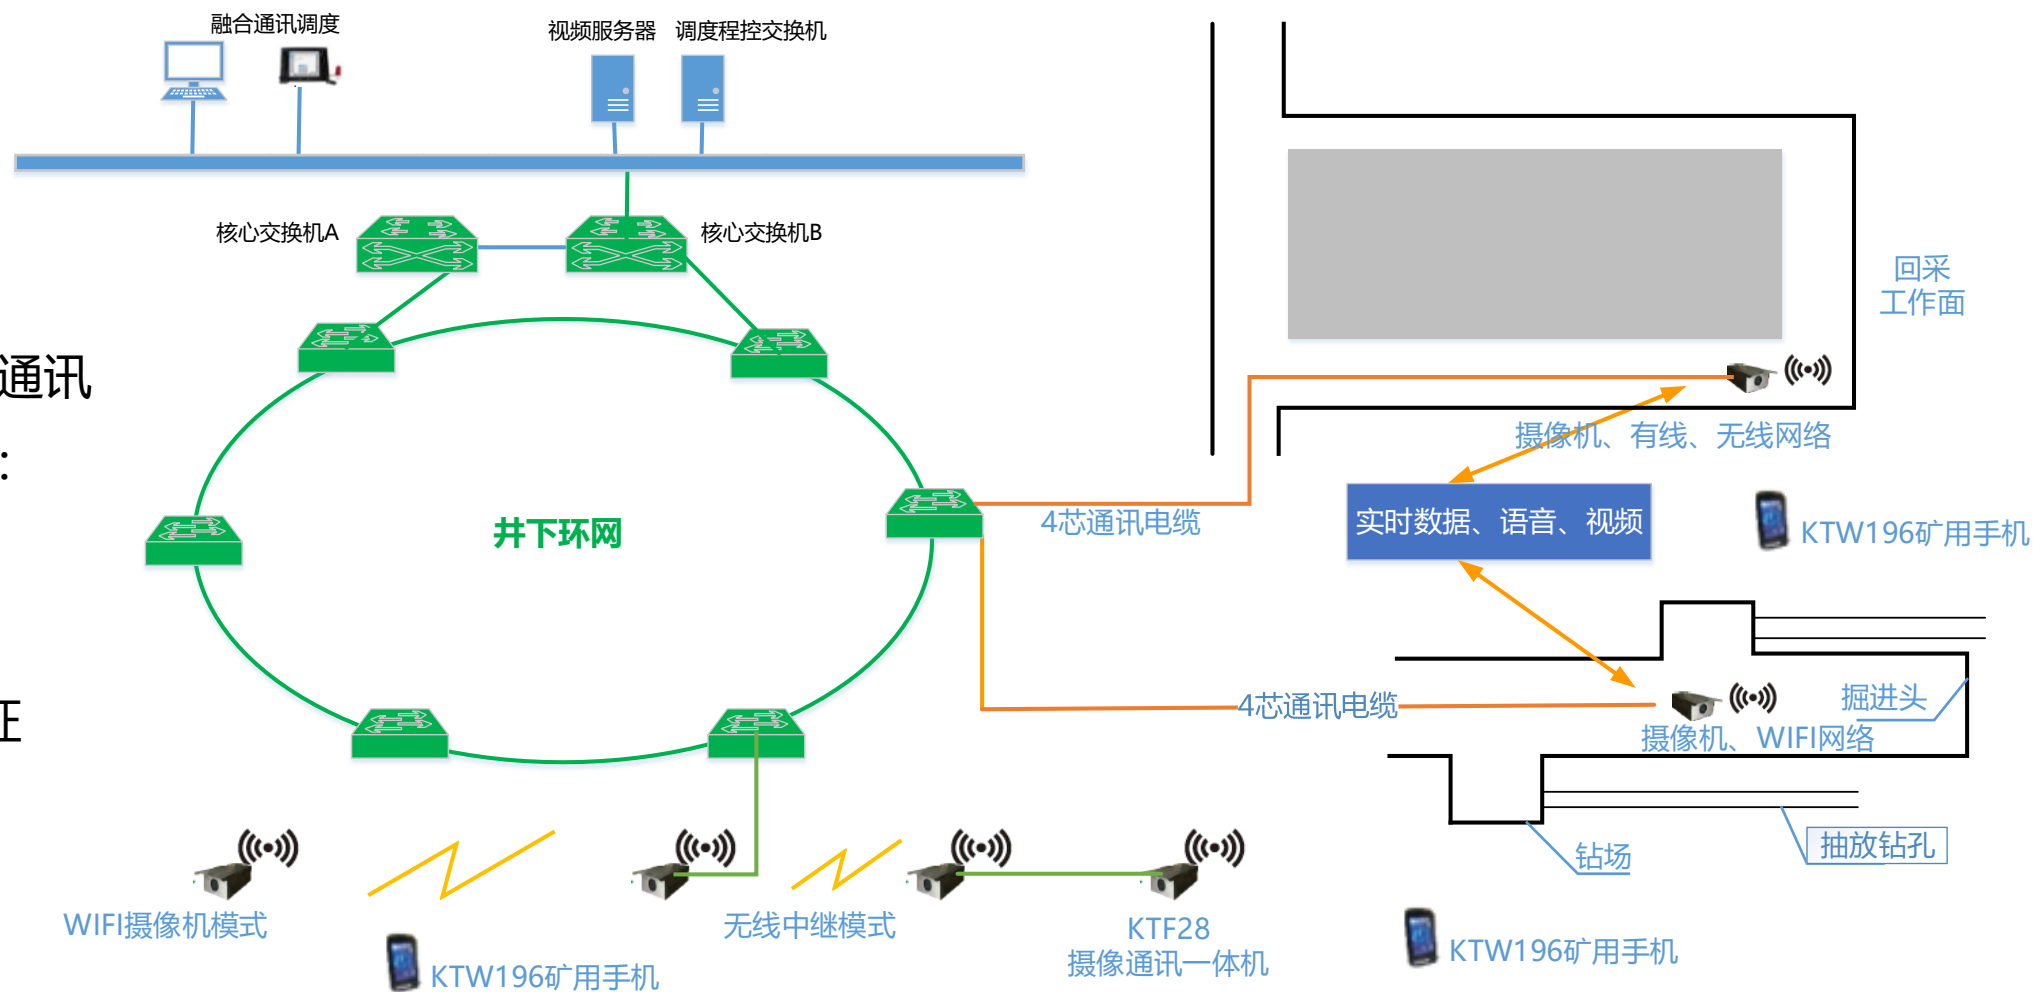 融合通讯调度
视频服务器
调度程控交换机
核心交换机A
核心交换机B
回采
工作面
通讯
：
摄像机、有线、无线网络
4芯通讯电缆
实时数据、语音、视频
KTW196矿用手机
井下环网
4芯通讯电缆
掘进头
摄像机、WIFI网络
钻场
抽放钻孔
WIFI摄像机模式
无线中继模式
KTF28
摄像通讯一体机
KTW196矿用手机
KTW196矿用手机